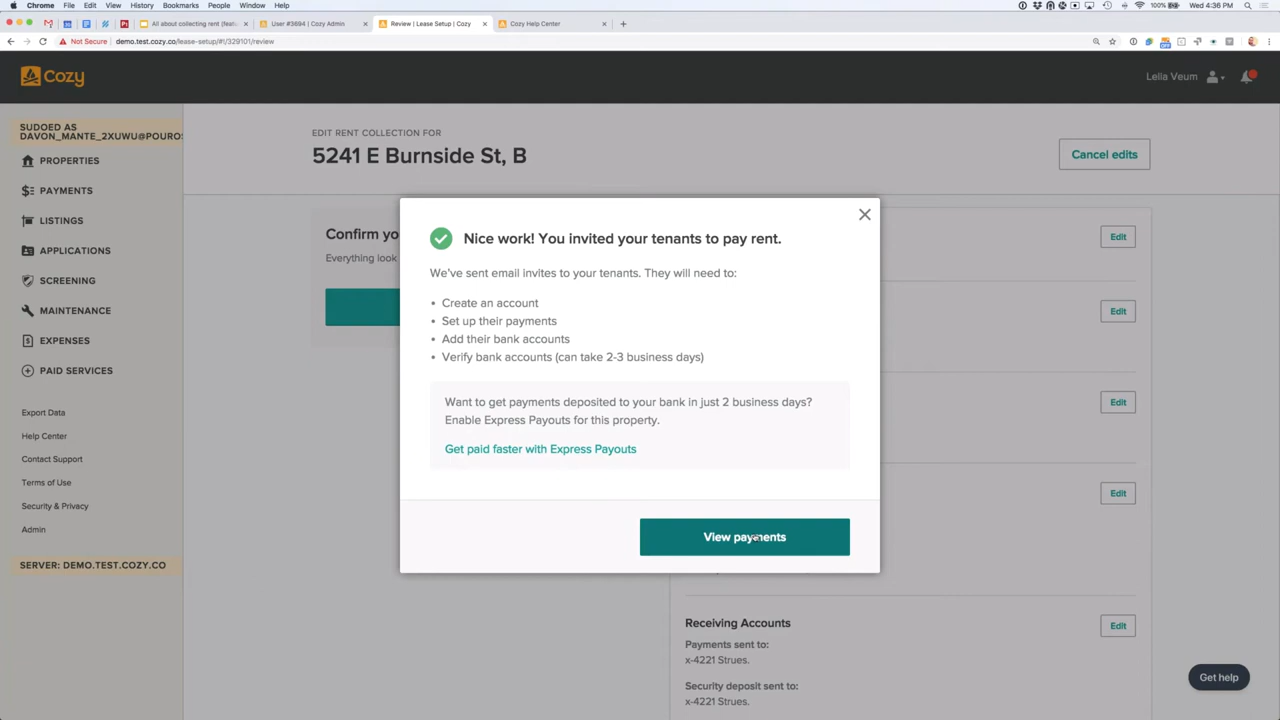 Chrome File Edit View History Bookmarks People Window Help
100%
Wed 4:36 PM
All about collecting rent (feat
User #3694 | Cozy Admin
Review | Lease Setup | Cozy
Cozy Help Center
Not Secure
demo.test.cozy.co/lease-setup/#!/329101/review
Cozy
Lelia Veum
SUDOED AS
DAVON_MANTE_2XUWU@POUROS
PROPERTIES
PAYMENTS
LISTINGS
APPLICATIONS
SCREENING
MAINTENANCE
EXPENSES
PAID SERVICES
Export Data
Help Center
Contact Support
Terms of Use
Security & Privacy
Admin
SERVER: DEMO.TEST.COZY.CO
EDIT RENT COLLECTION FOR
5241 E Burnside St, B
Cancel edits
Confirm yo
Everything look
Nice work! You invited your tenants to pay rent.
We've sent email invites to your tenants. They will need to:
• Create an account
• Set up their payments
• Add their bank accounts
• Verify bank accounts (can take 2-3 business days)
Want to get payments deposited to your bank in just 2 business days?
Enable Express Payouts for this property.
Get paid faster with Express Payouts
View payments
Edit
Edit
Edit
Edit
Receiving Accounts
Edit
Payments sent to:
x-4221 Strues.
Security deposit sent to:
x-4221 Strues.
Get help